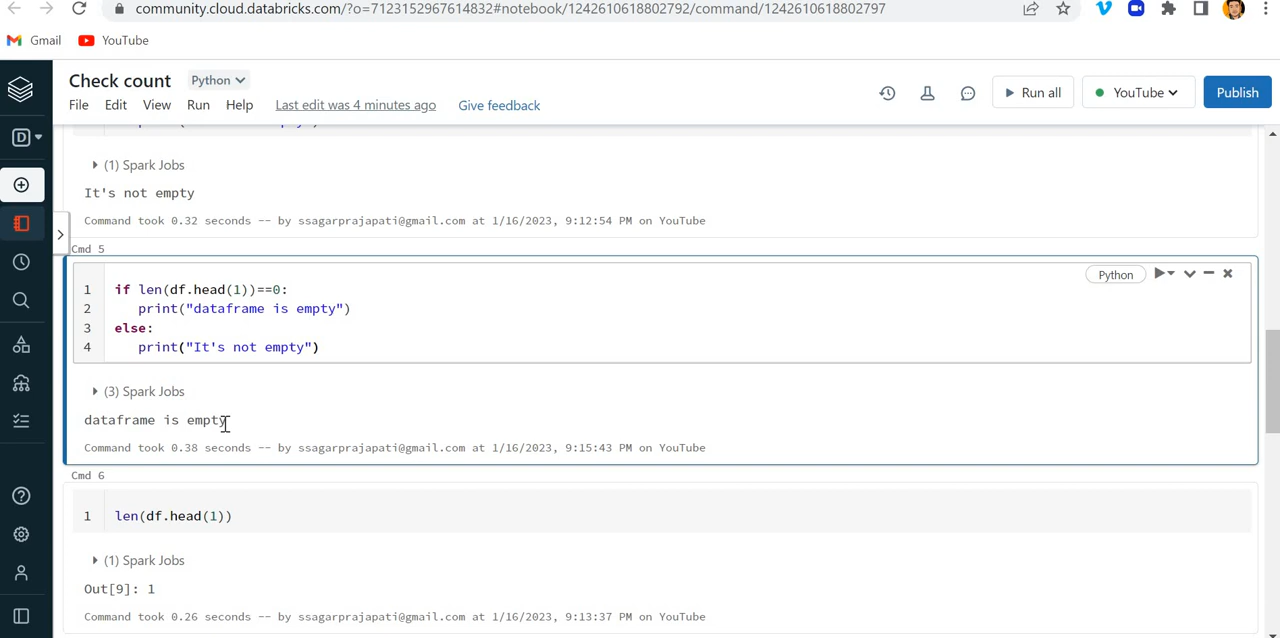 community.cloud.databricks.com/?o=7123152967614832#notebook/1242610618802792/command/1242610618802797
Gmail YouTube
Check count Python
File Edit View Run Help Last edit was 4 minutes ago Give feedback
Run all YouTube Publish
D
(1) Spark Jobs
It's not empty
Command took 0.32 seconds -- by ssagarprajapati@gmail.com at 1/16/2023, 9:12:54 PM on YouTube
Cmd 5
Python
1 if len(df.head(1))==0:
2 print("dataframe is empty")
3 else:
4 print("It's not empty")
(3) Spark Jobs
dataframe is empty
Command took 0.38 seconds -- by ssagarprajapati@gmail.com at 1/16/2023, 9:15:43 PM on YouTube
Cmd 6
1 len(df.head(1))
(1) Spark Jobs
Out[9]: 1
Command took 0.26 seconds -- by ssagarprajapati@gmail.com at 1/16/2023, 9:13:37 PM on YouTube